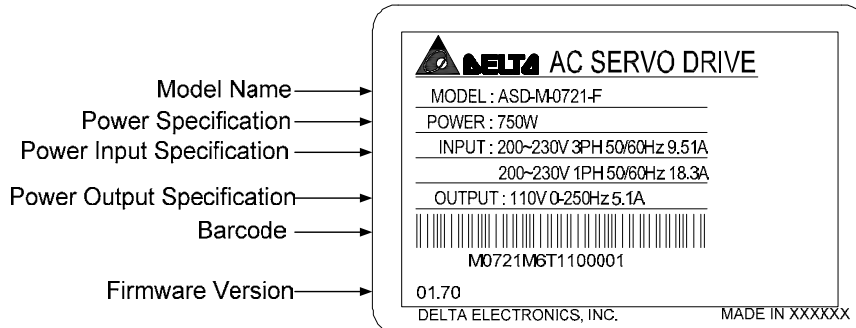 DELTA AC SERVO DRIVE
Model Name
MODEL : ASD-M-0721-F
Power Specification
POWER : 750W
Power Input Specification
INPUT : 200~230V 3PH 50/60Hz 9.51A
200~230V 1PH 50/60Hz 18.3A
Power Output Specification
OUTPUT : 110V 0-250Hz 5.1A
Barcode
M0721M6T1100001
Firmware Version
01.70
DELTA ELECTRONICS, INC. MADE IN XXXXXX